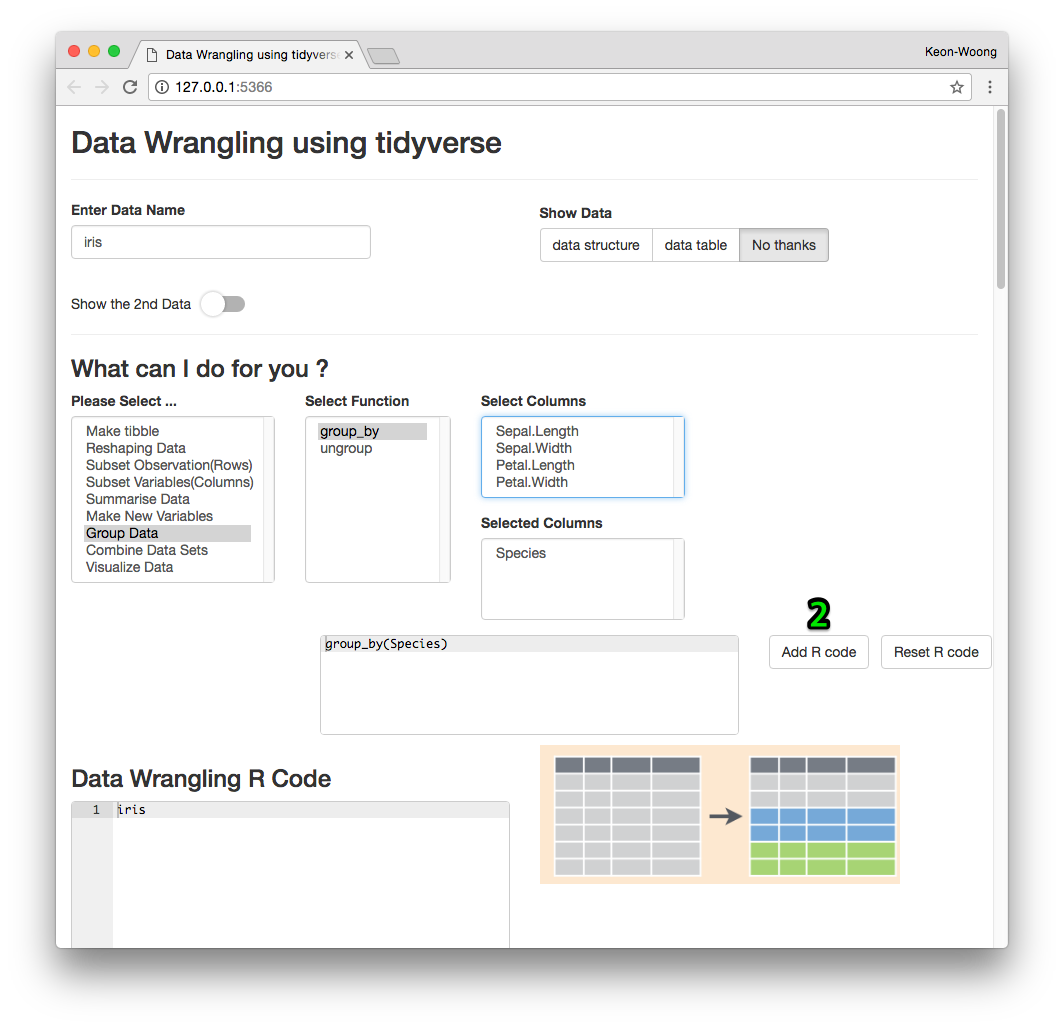 Data Wrangling using tidyvers
Keon-Woong
127.0.0.1:5366
Data Wrangling using tidyverse
Enter Data Name
iris
Show Data
data structure data table No thanks
Show the 2nd Data
What can I do for you ?
Please Select ...
Make tibble
Reshaping Data
Subset Observation(Rows)
Subset Variables(Columns)
Summarise Data
Make New Variables
Group Data
Combine Data Sets
Visualize Data
Select Function
group_by
ungroup
Select Columns
Sepal.Length
Sepal.Width
Petal.Length
Petal.Width
Selected Columns
Species
group_by(Species)
2
Add R code
Reset R code
Data Wrangling R Code
1 iris